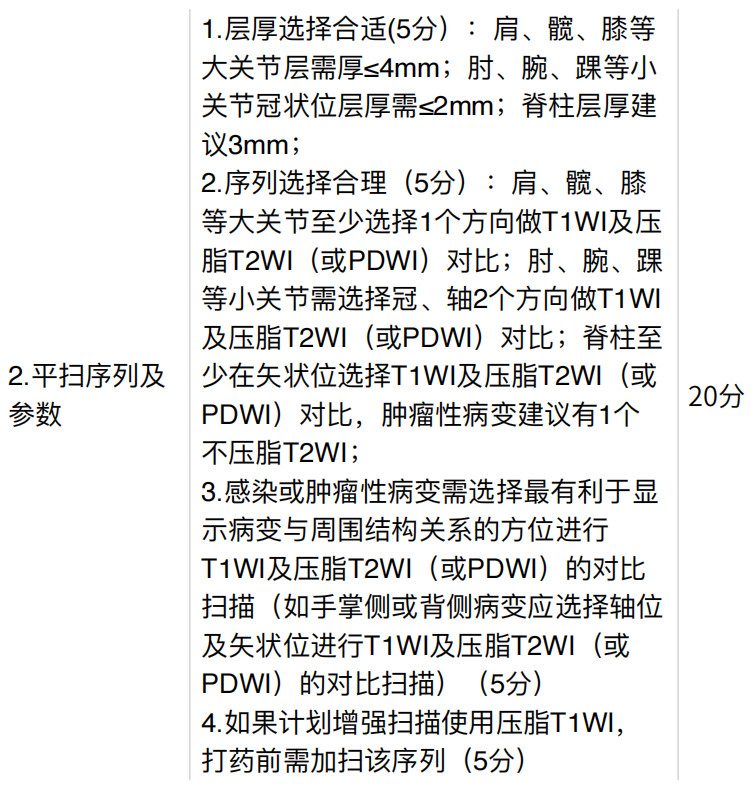 2.平扫序列及
参数
1.层厚选择合适(5分）：肩、髋、膝等
大关节层需厚≤4mm；肘、腕、踝等小
关节冠状位层厚需≤2mm；脊柱层厚建
议3mm；
2.序列选择合理（5分）：肩、髋、膝
等大关节至少选择1个方向做T1WI及压
脂T2WI（或PDWI）对比；肘、腕、踝
等小关节需选择冠、轴2个方向做T1WI
及压脂T2WI（或PDWI）对比；脊柱至
少在矢状位选择T1WI及压脂T2WI（或
PDWI）对比，肿瘤性病变建议有1个
不压脂T2WI；
3.感染或肿瘤性病变需选择最有利于显
示病变与周围结构关系的方位进行
T1WI及压脂T2WI（或PDWI）的对比
扫描（如手掌侧或背侧病变应选择轴位
及矢状位进行T1WI及压脂T2WI（或
PDWI）的对比扫描）（5分）
4.如果计划增强扫描使用压脂T1WI，
打药前需加扫该序列（5分）
20分